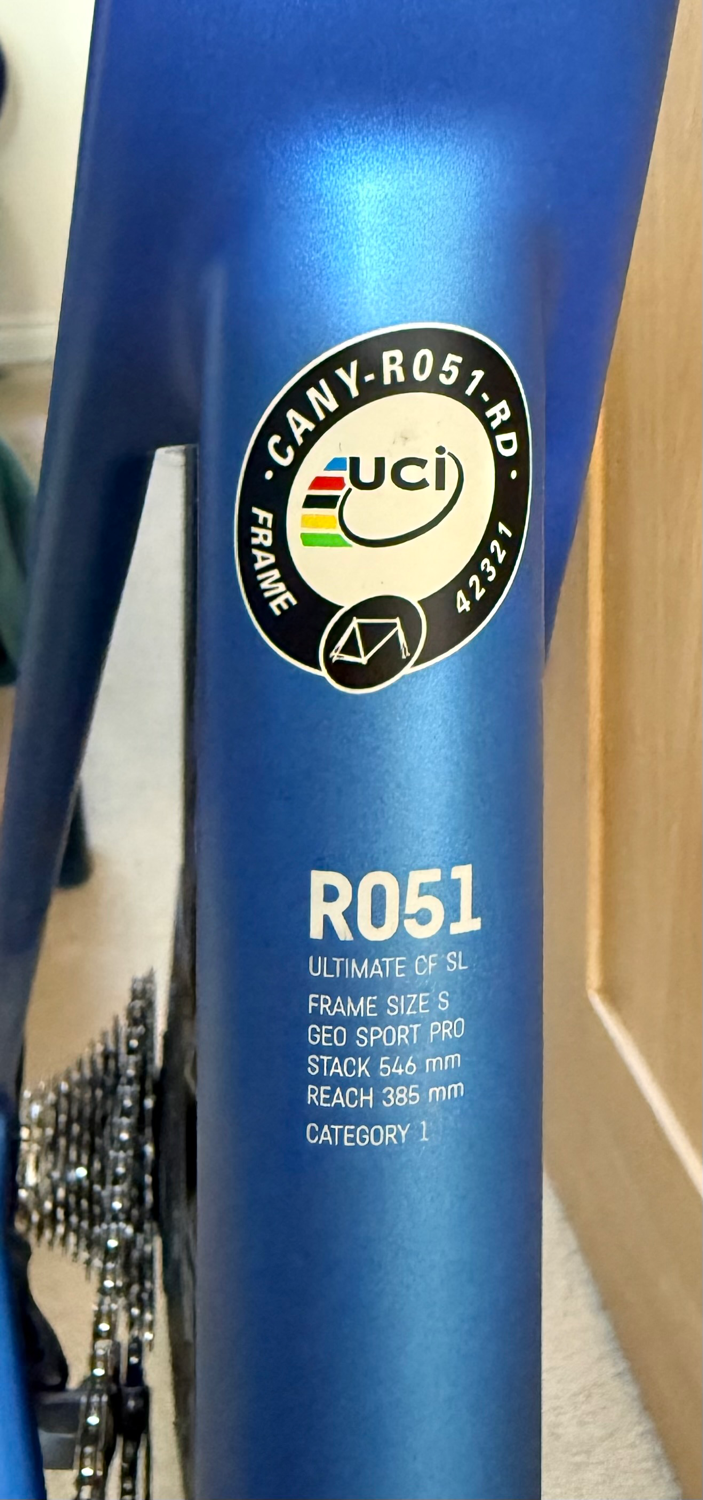 ·CANY-R051-RD·
UCi
FRAME
42321
R051
ULTIMATE CF SL
FRAME SIZE S
GEO SPORT PRO
STACK 546 mm
REACH 385 mm
CATEGORY 1